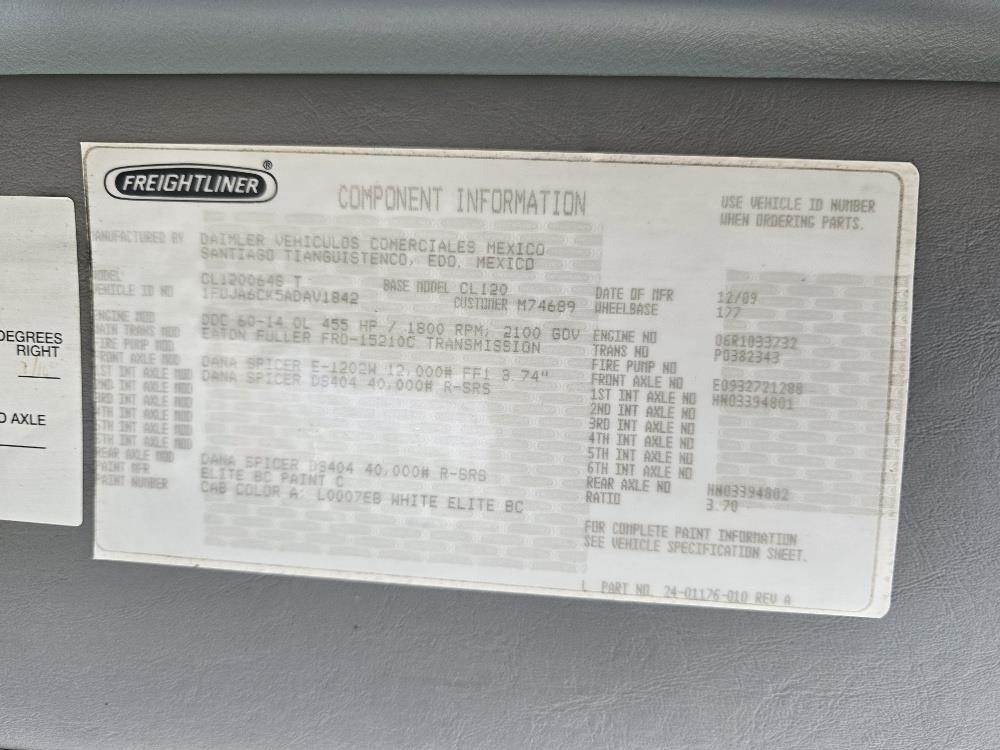 FREIGHTLINER ®
COMPONENT INFORMATION
USE VEHICLE ID NUMBER
WHEN ORDERING PARTS.
MANUFACTURED BY DAIMLER VEHICULOS COMERCIALES MEXICO
SANTIAGO TIANGUISTENCO, EDO. MEXICO
MODEL CL120064S T BASE MODEL CL120 DATE OF MFR 12/09
VEHICLE ID NO 1FUJA6CK5ADAV1842 CUSTOMER M74689 WHEELBASE 177
ENGINE MOD DDC 60-14.0L 455 HP / 1800 RPM, 2100 GOV ENGINE NO 06R1033232
MAIN TRANS MOD EATON FULLER FRO-15210C TRANSMISSION TRANS NO P0382343
FIRE PUMP MOD FIRE PUMP NO
FRONT AXLE MOD DANA SPICER E-1202W 12,000# FF1 3.74" FRONT AXLE NO E0932721288
1ST INT AXLE MOD DANA SPICER DS404 40,000# R-SRS 1ST INT AXLE NO HN03394801
2ND INT AXLE MOD 2ND INT AXLE NO
3RD INT AXLE MOD 3RD INT AXLE NO
4TH INT AXLE MOD 4TH INT AXLE NO
5TH INT AXLE MOD 5TH INT AXLE NO
6TH INT AXLE MOD 6TH INT AXLE NO
REAR AXLE MOD DANA SPICER DS404 40,000# R-SRS REAR AXLE NO HN03394802
PAINT MFR ELITE BC PAINT C RATIO 3.70
PAINT NUMBER CAB COLOR A: L0007EB WHITE ELITE BC
FOR COMPLETE PAINT INFORMATION
SEE VEHICLE SPECIFICATION SHEET.
PART NO. 24-01176-010 REV A
DEGREES
RIGHT
AXLE